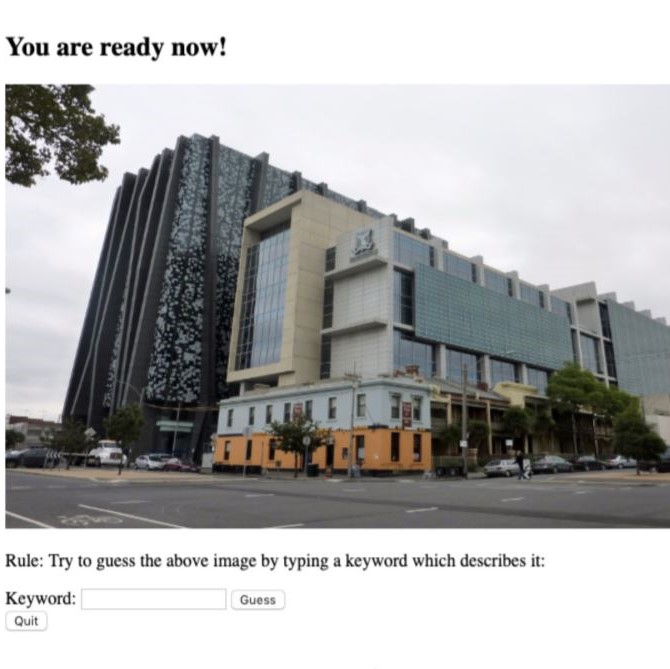 You are ready now!
Rule: Try to guess the above image by typing a keyword which describes it:
Keyword:
Guess
Quit